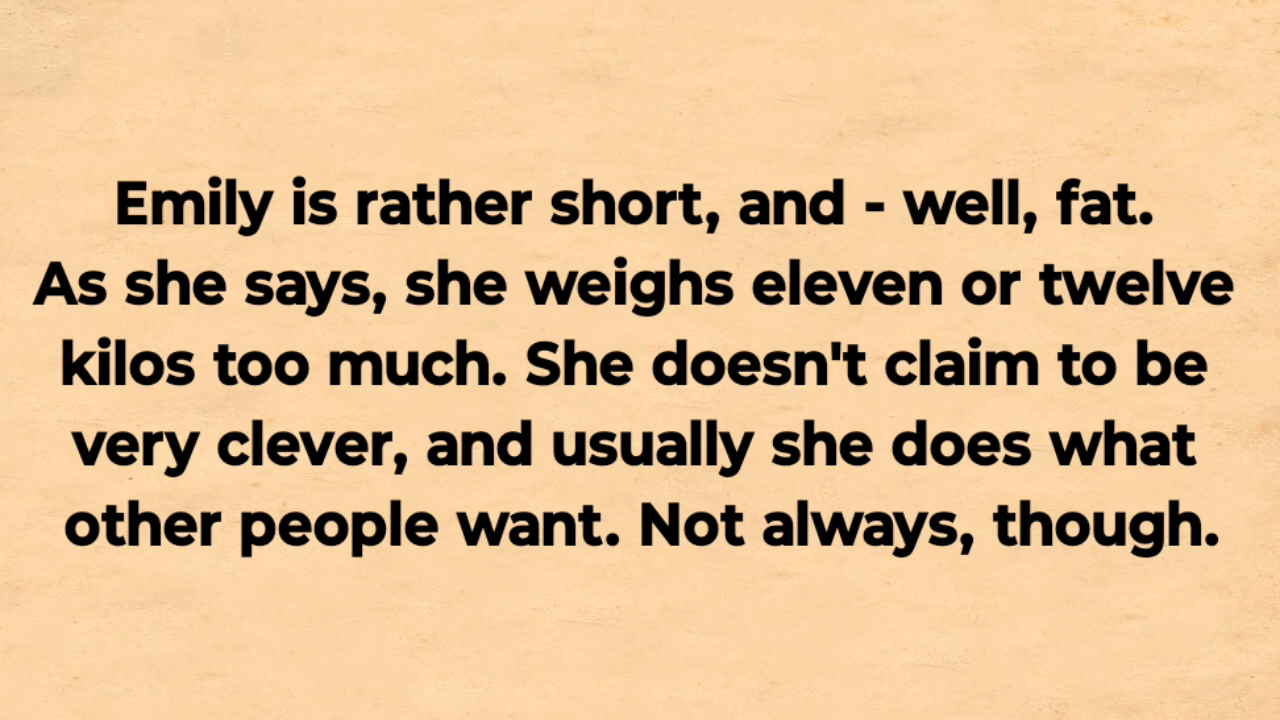 Emily is rather short, and - well, fat.
As she says, she weighs eleven or twelve
kilos too much. She doesn't claim to be
very clever, and usually she does what
other people want. Not always, though.